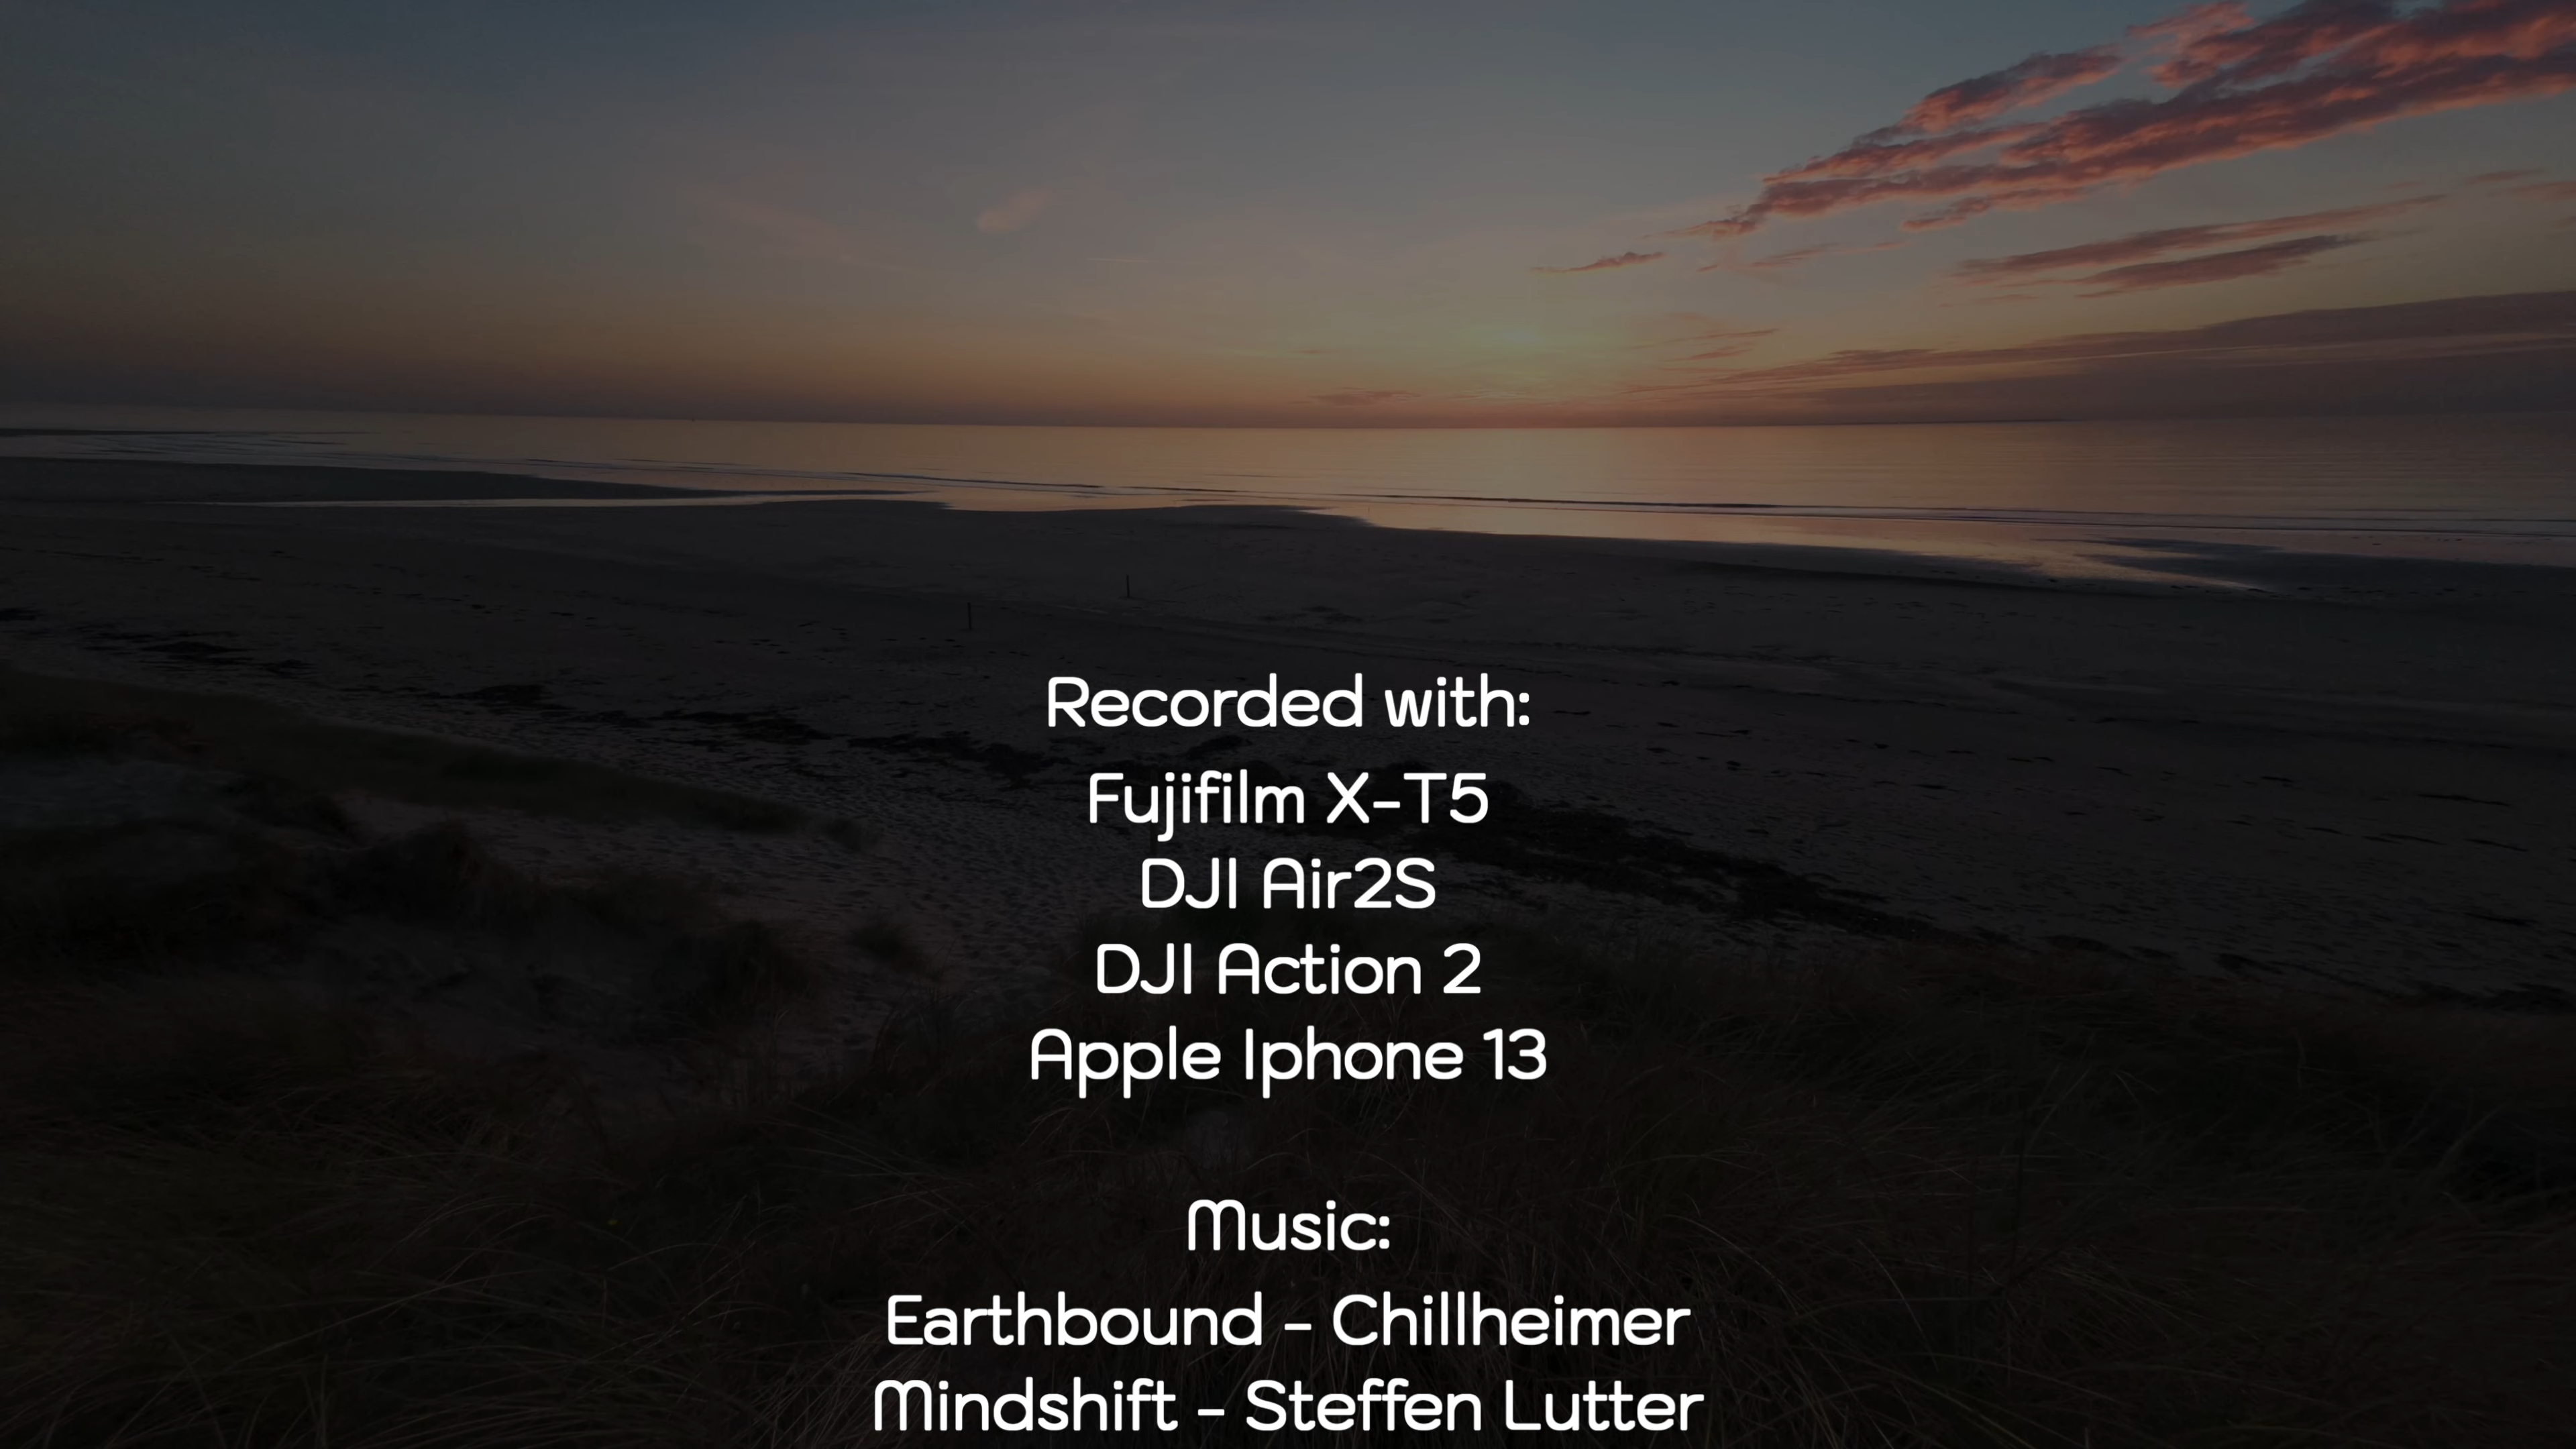 Recorded with:
Fujifilm X-T5
DJI Air2S
DJI Action 2
Apple Iphone 13
Music:
Earthbound - Chillheimer
Mindshift - Steffen Lutter